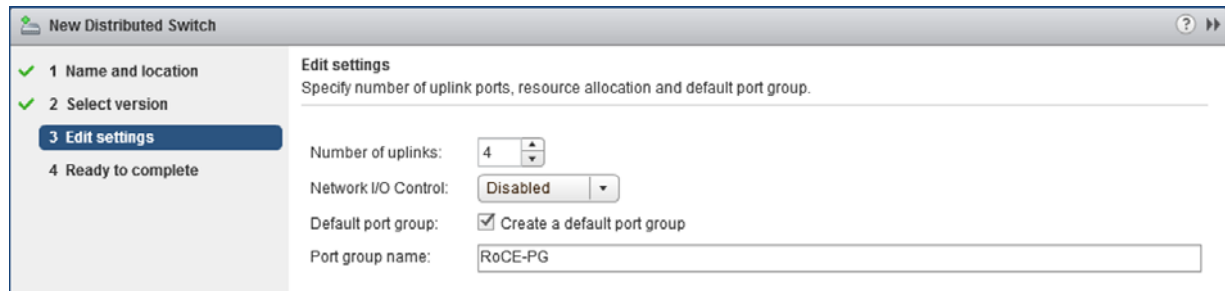 New Distributed Switch
?
1 Name and location
2 Select version
3 Edit settings
4 Ready to complete
Edit settings
Specify number of uplink ports, resource allocation and default port group.
Number of uplinks: 4
Network I/O Control: Disabled
Default port group: Create a default port group
Port group name: RoCE-PG